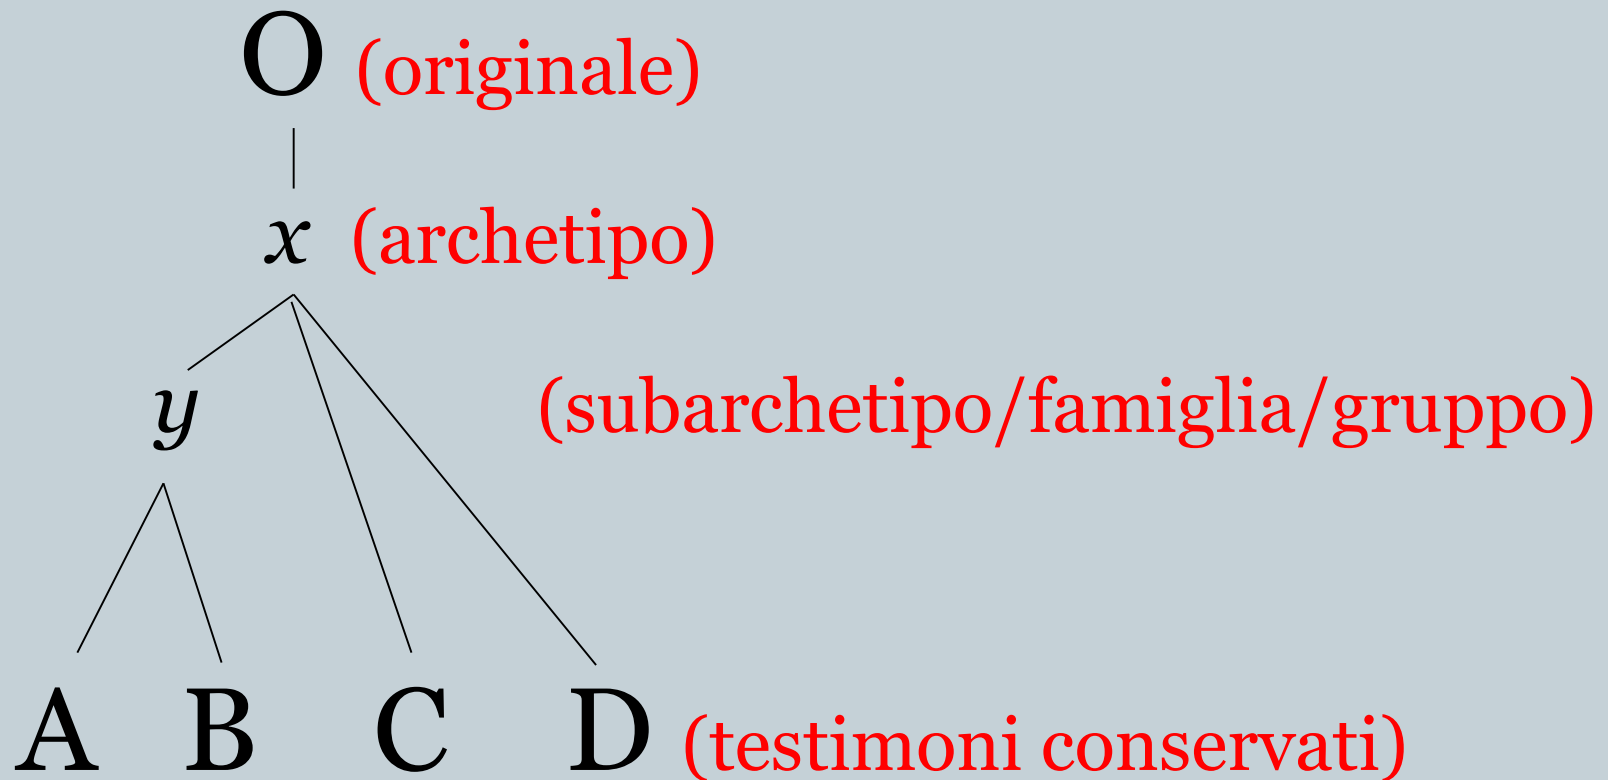 O (originale)
x (archetipo)
y (subarchetipo/famiglia/gruppo)
A B C D (testimoni conservati)